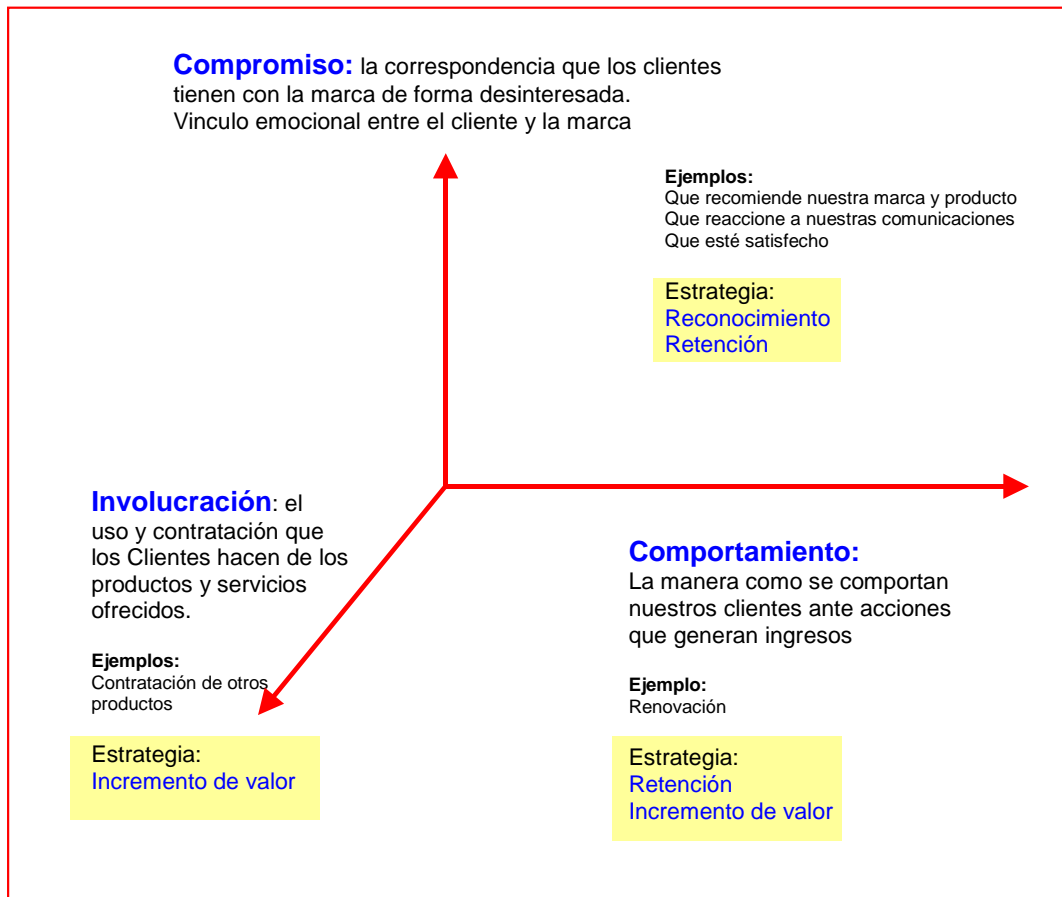 Compromiso: la correspondencia que los clientes
tienen con la marca de forma desinteresada.
Vinculo emocional entre el cliente y la marca
Ejemplos:
Que recomiende nuestra marca y producto
Que reaccione a nuestras comunicaciones
Que esté satisfecho
Estrategia:
Reconocimiento
Retención
Involucración: el
uso y contratación que
los Clientes hacen de los
productos y servicios
ofrecidos.
Ejemplos:
Contratación de otros
productos
Estrategia:
Incremento de valor
Comportamiento:
La manera como se comportan
nuestros clientes ante acciones
que generan ingresos
Ejemplo:
Renovación
Estrategia:
Retención
Incremento de valor